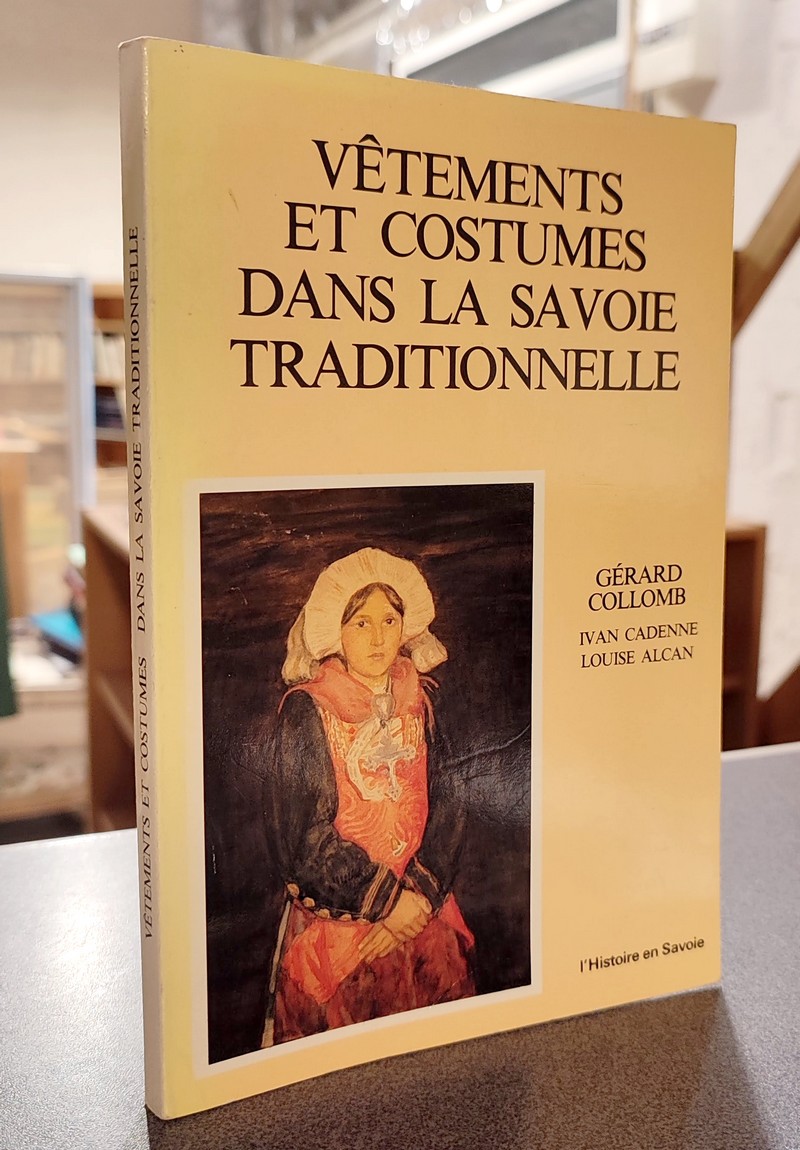 VÊTEMENTS
ET COSTUMES
DANS LA SAVOIE
TRADITIONNELLE
GÉRARD
COLLOMB
IVAN CADENNE
LOUISE ALCAN
l'Histoire en Savoie
VÊTEMENTS ET COSTUMES DANS LA SAVOIE TRADITIONNELLE